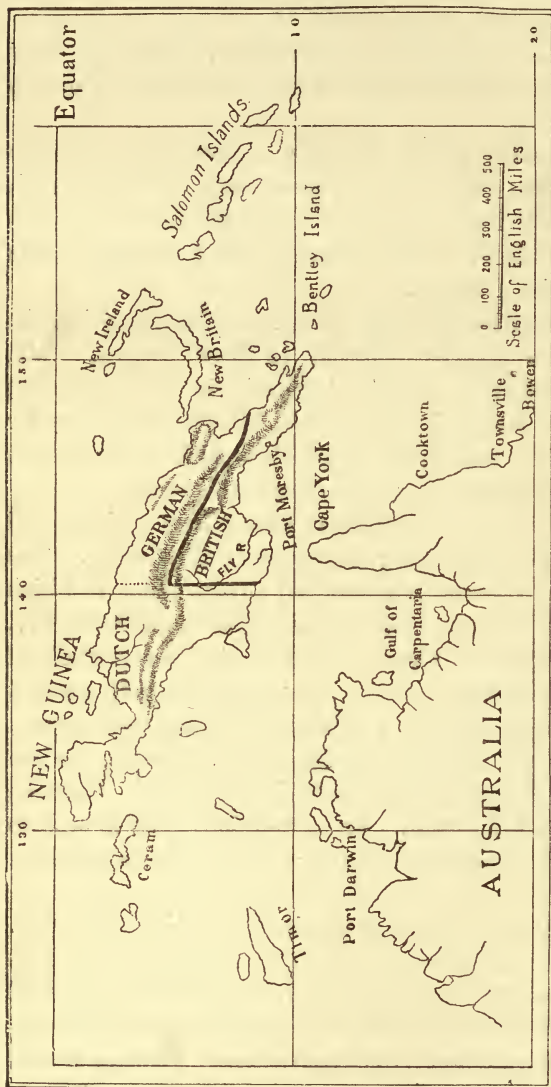 130
140
150
Equator
10
20
NEW GUINEA
DUTCH
GERMAN
BRITISH
FLY R.
New Ireland
New Britain
Salomon Islands.
Ceram
Timor
Port Moresby
Bentley Island
Cape York
Port Darwin
Gulf of
Carpentaria
Cooktown
Townsville
Bowen
AUSTRALIA
0 100 200 300 400 500
Scale of English Miles